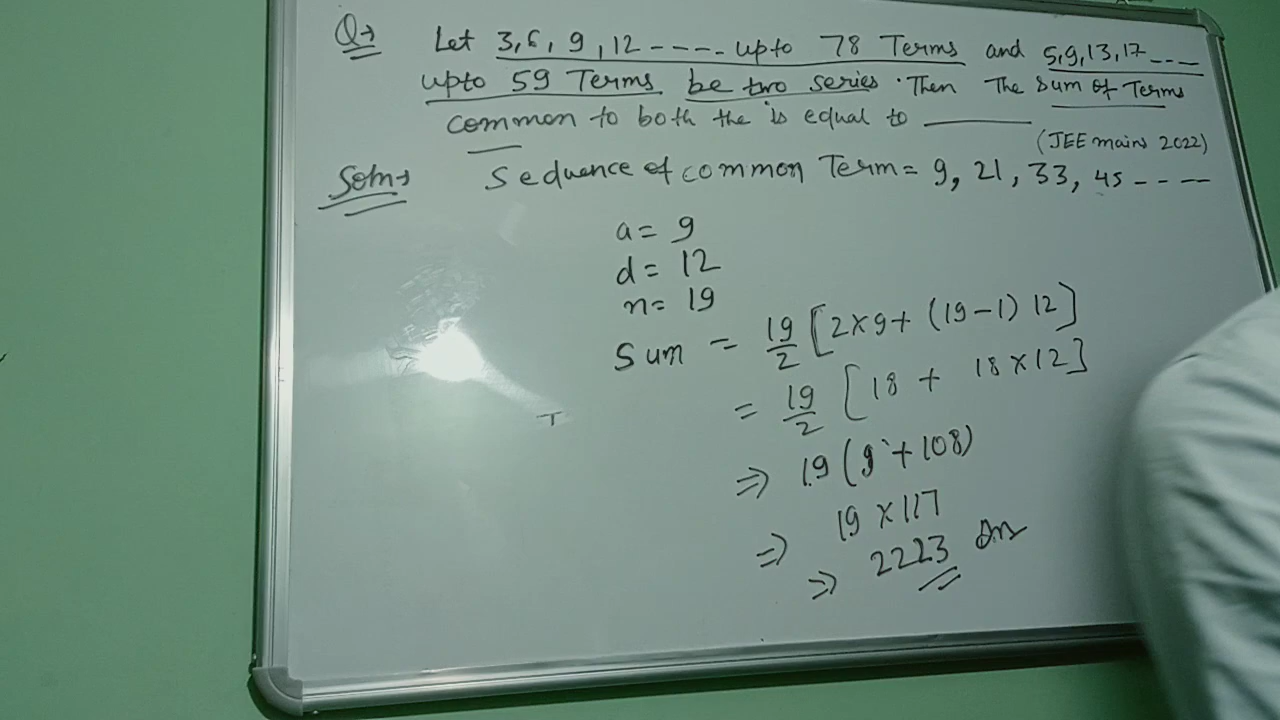 Q→ Let 3, 6, 9, 12 ----. upto 78 Terms and 5,9,13,17 ---
upto 59 Terms be two series. Then The Sum of Terms
common to both the is equal to ______
(JEE mains 2022)
Soln→ Seduence of common Term = 9, 21, 33, 45 ----
a = 9
d = 12
n = 19
Sum = 19/2 [2×9+ (19-1) 12]
= 19/2 [18 + 18×12]
⇒ 19 (9 + 108)
⇒ 19 × 117
⇒ 2223 Ans